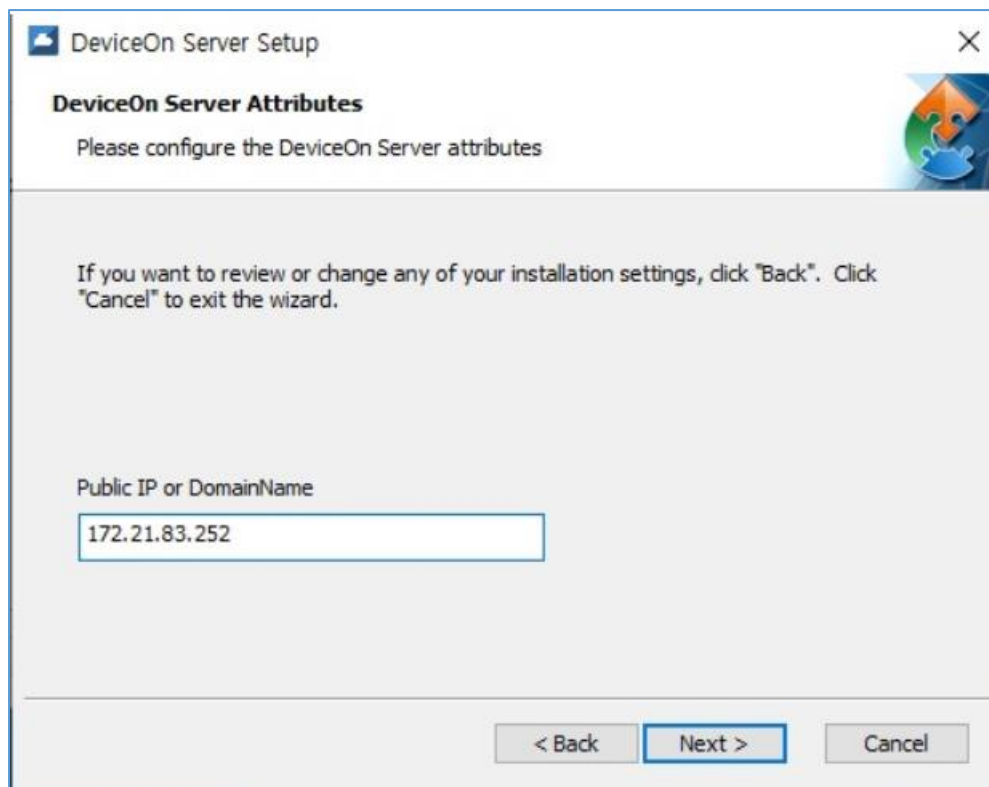 DeviceOn Server Setup
DeviceOn Server Attributes
Please configure the DeviceOn Server attributes
If you want to review or change any of your installation settings, click "Back".  Click
"Cancel" to exit the wizard.
Public IP or DomainName
172.21.83.252
< Back
Next >
Cancel